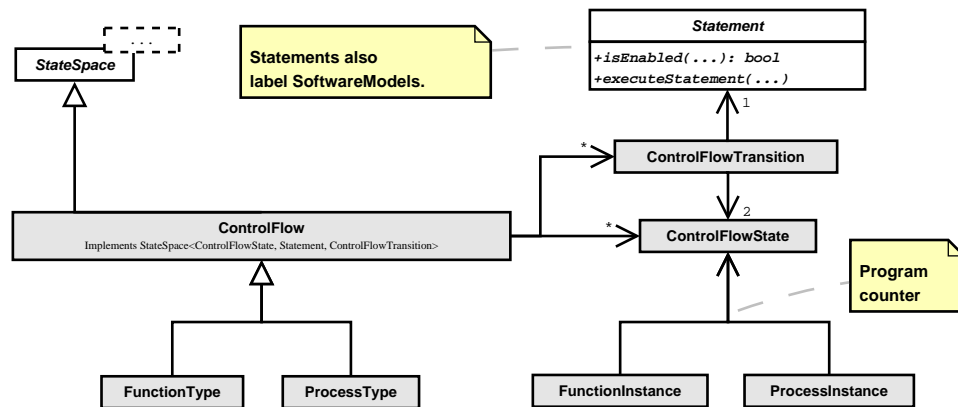 . . .
StateSpace
Statements also
label SoftwareModels.
Statement
+isEnabled(...): bool
+executeStatement(...)
1
*
ControlFlowTransition
2
ControlFlow
Implements StateSpace<ControlFlowState, Statement, ControlFlowTransition>
*
ControlFlowState
Program
counter
FunctionType
ProcessType
FunctionInstance
ProcessInstance